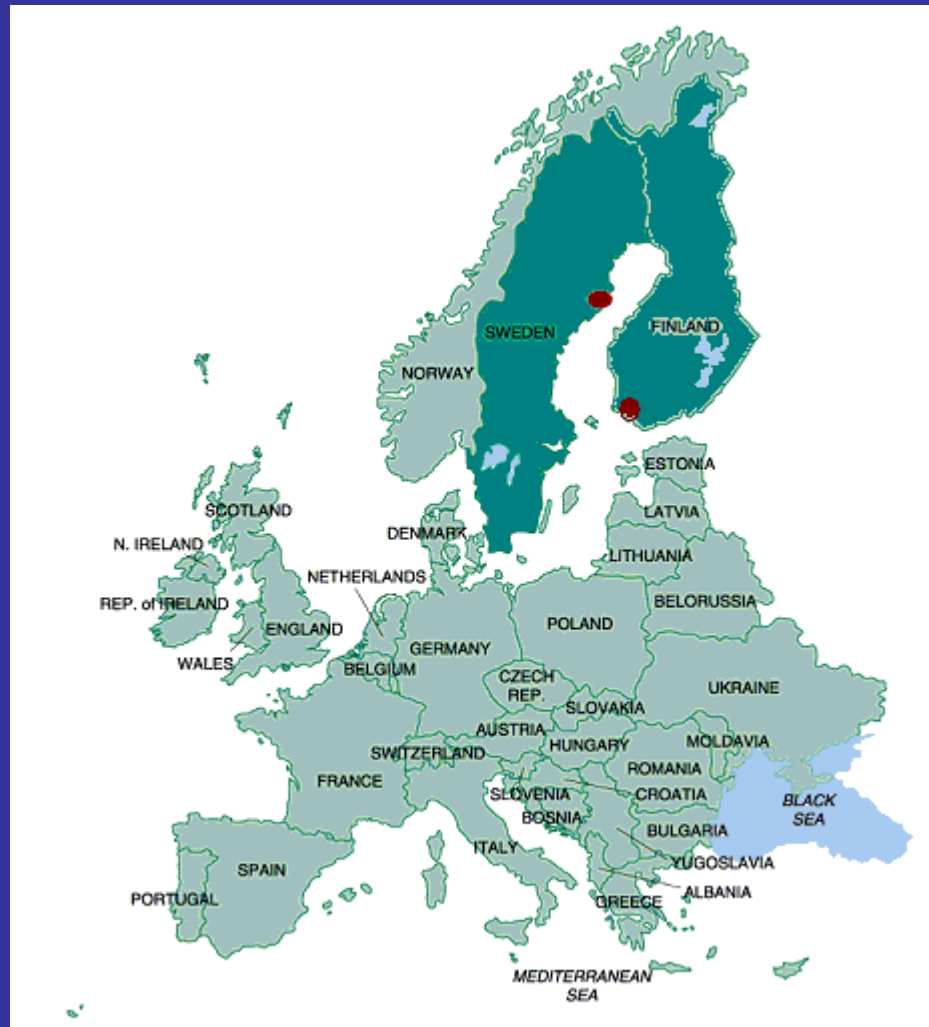 SWEDEN
FINLAND
NORWAY
ESTONIA
SCOTLAND
LATVIA
DENMARK
N. IRELAND
LITHUANIA
NETHERLANDS
REP. of IRELAND
BELORUSSIA
ENGLAND
POLAND
GERMANY
WALES
BELGIUM
CZECH
REP.
UKRAINE
SLOVAKIA
AUSTRIA
MOLDAVIA
HUNGARY
SWITZERLAND
ROMANIA
FRANCE
SLOVENIA
CROATIA
BLACK
SEA
BOSNIA
BULGARIA
ITALY
YUGOSLAVIA
SPAIN
ALBANIA
PORTUGAL
GREECE
MEDITERRANEAN
SEA